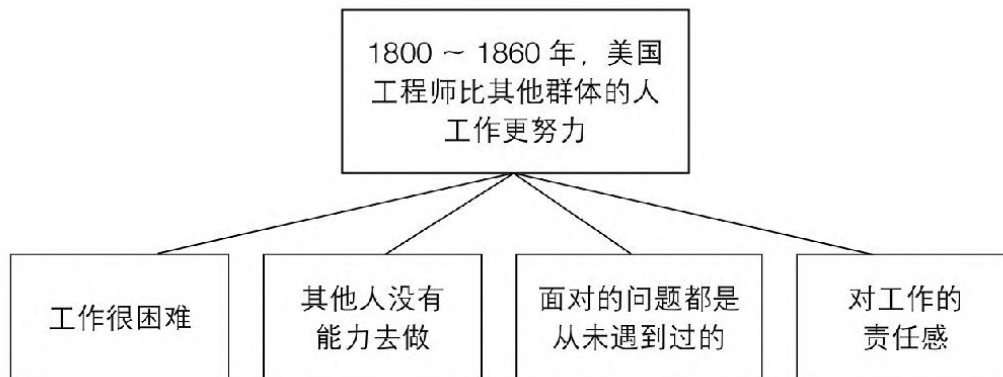 1800 ~ 1860 年，美国
工程师比其他群体的人
工作更努力
工作很困难
其他人没有
能力去做
面对的问题都是
从未遇到过的
对工作的
责任感